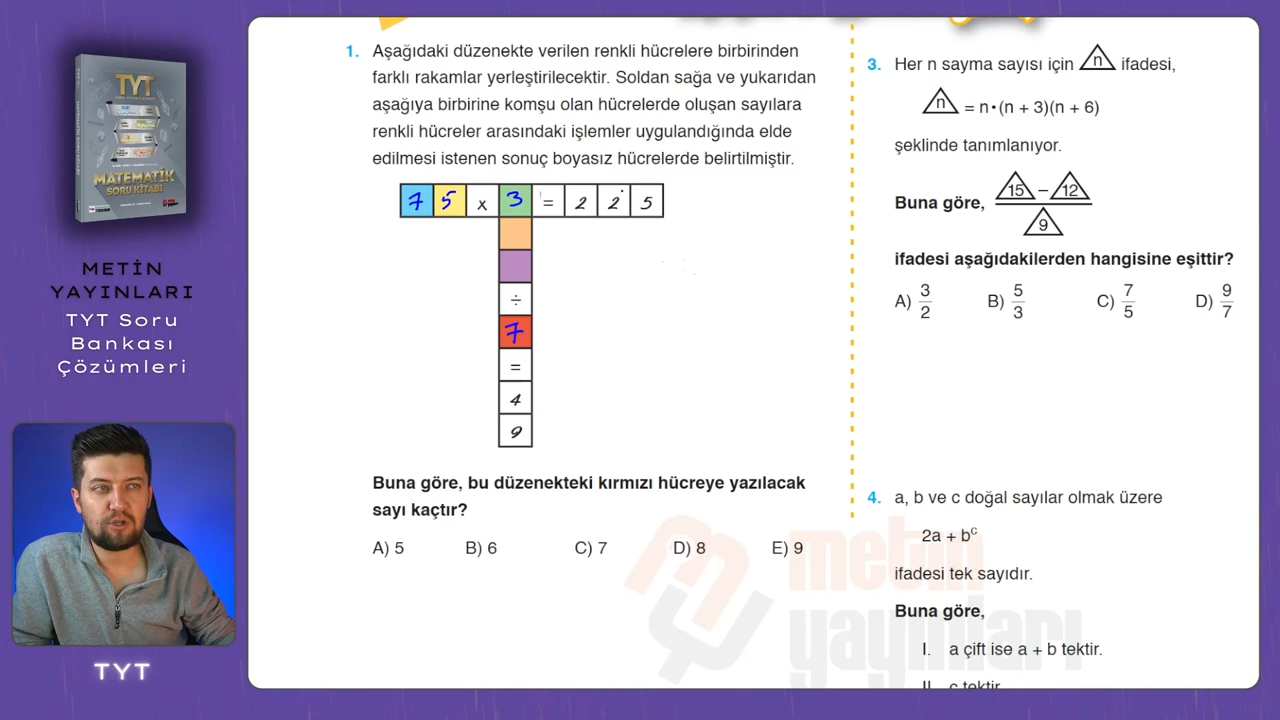 TYT
MATEMATİK
SORU KİTABI
METİN
YAYINLARI
TYT Soru
Bankası
Çözümleri
TYT
1. Aşağıdaki düzenekte verilen renkli hücrelere birbirinden
farklı rakamlar yerleştirilecektir. Soldan sağa ve yukarıdan
aşağıya birbirine komşu olan hücrelerde oluşan sayılara
renkli hücreler arasındaki işlemler uygulandığında elde
edilmesi istenen sonuç boyasız hücrelerde belirtilmiştir.
7 5 x 3 = 2 2 5
÷
7
=
4
9
Buna göre, bu düzenekteki kırmızı hücreye yazılacak
sayı kaçtır?
A) 5 B) 6 C) 7 D) 8 E) 9
3. Her n sayma sayısı için n ifadesi,
n = n·(n + 3)(n + 6)
şeklinde tanımlanıyor.
15 − 12
Buna göre,
9
ifadesi aşağıdakilerden hangisine eşittir?
A) 3/2 B) 5/3 C) 7/5 D) 9/7
4. a, b ve c doğal sayılar olmak üzere
2a + bᶜ
ifadesi tek sayıdır.
Buna göre,
I. a çift ise a + b tektir.
II. c tektir.
metin
yayınları